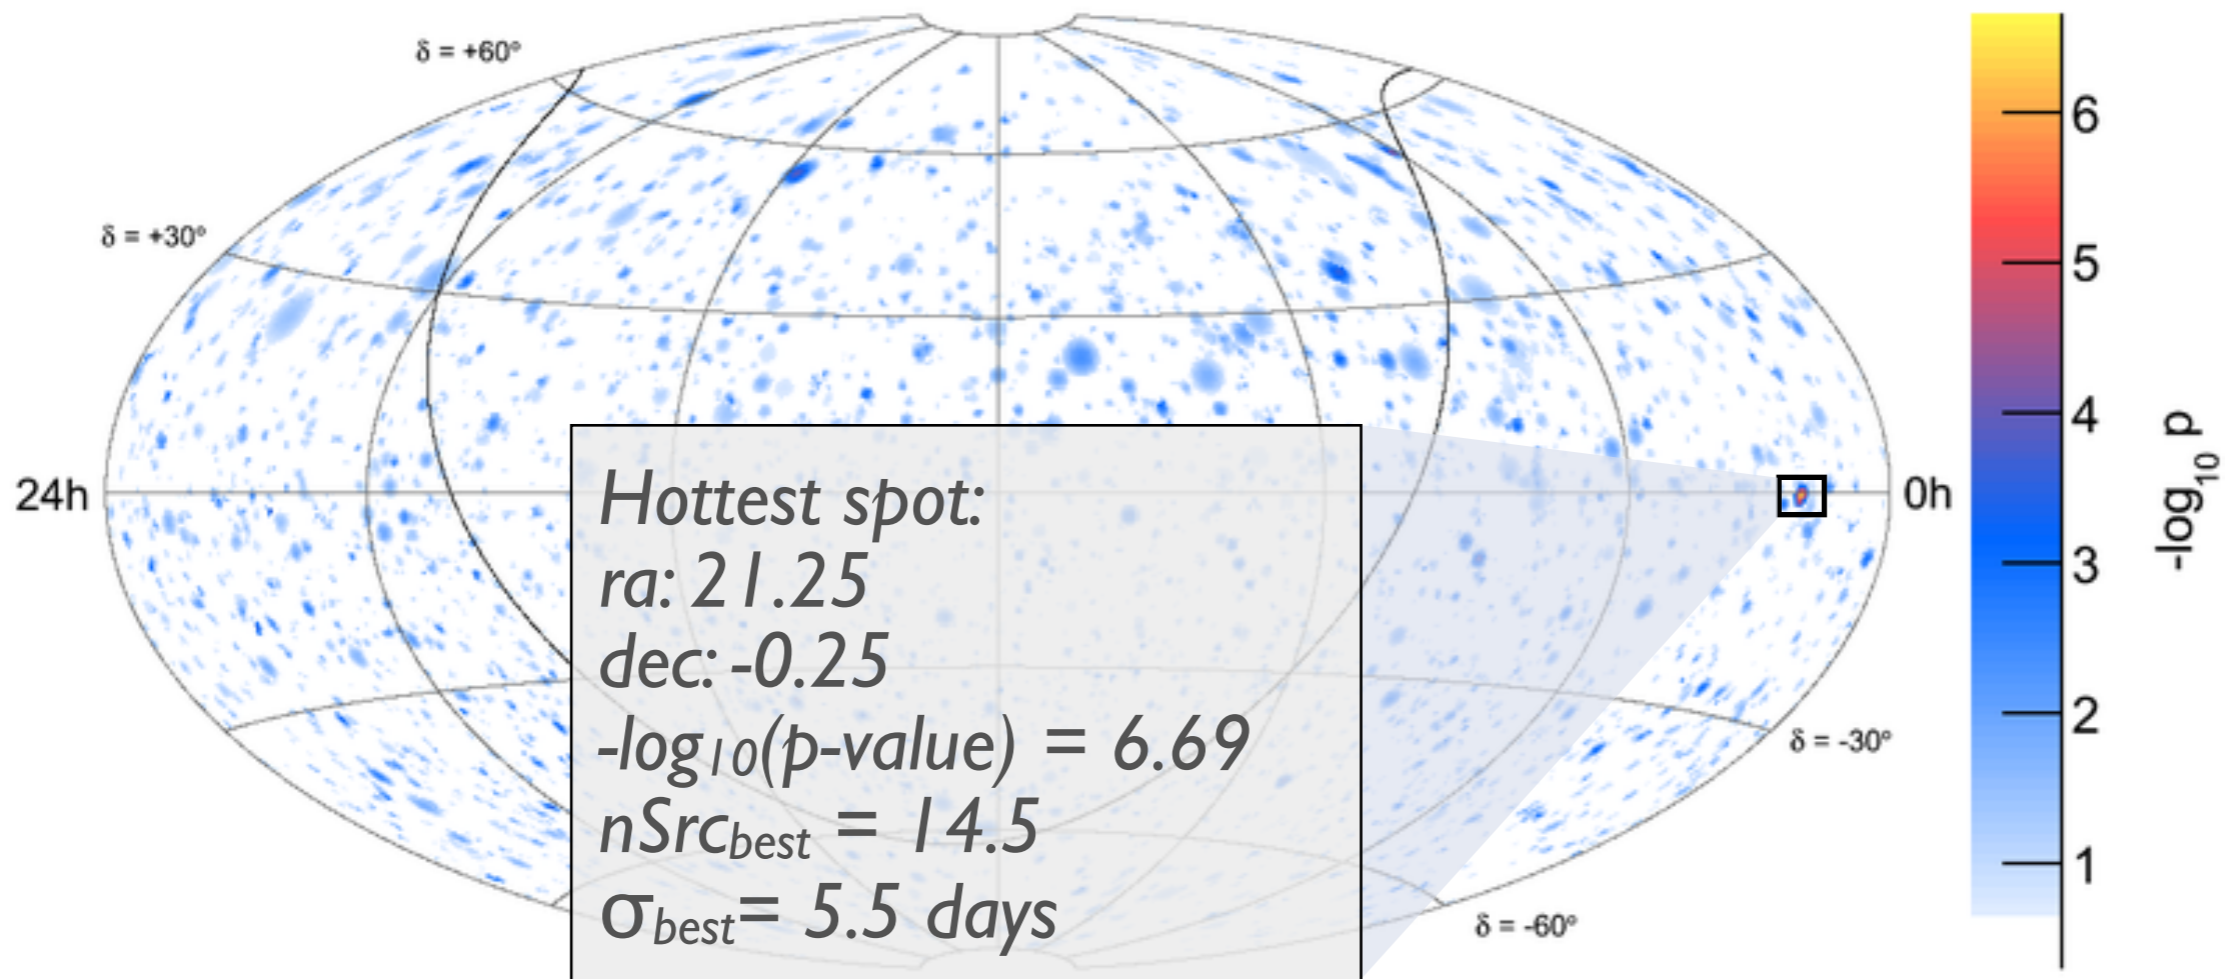 δ = +60°
δ = +30°
24h
0h
Hottest spot:
ra: 21.25
dec: -0.25
-log10(p-value) = 6.69
nSrcbest = 14.5
σbest= 5.5 days
δ = -30°
δ = -60°
6
5
4
3
2
1
-log10 p